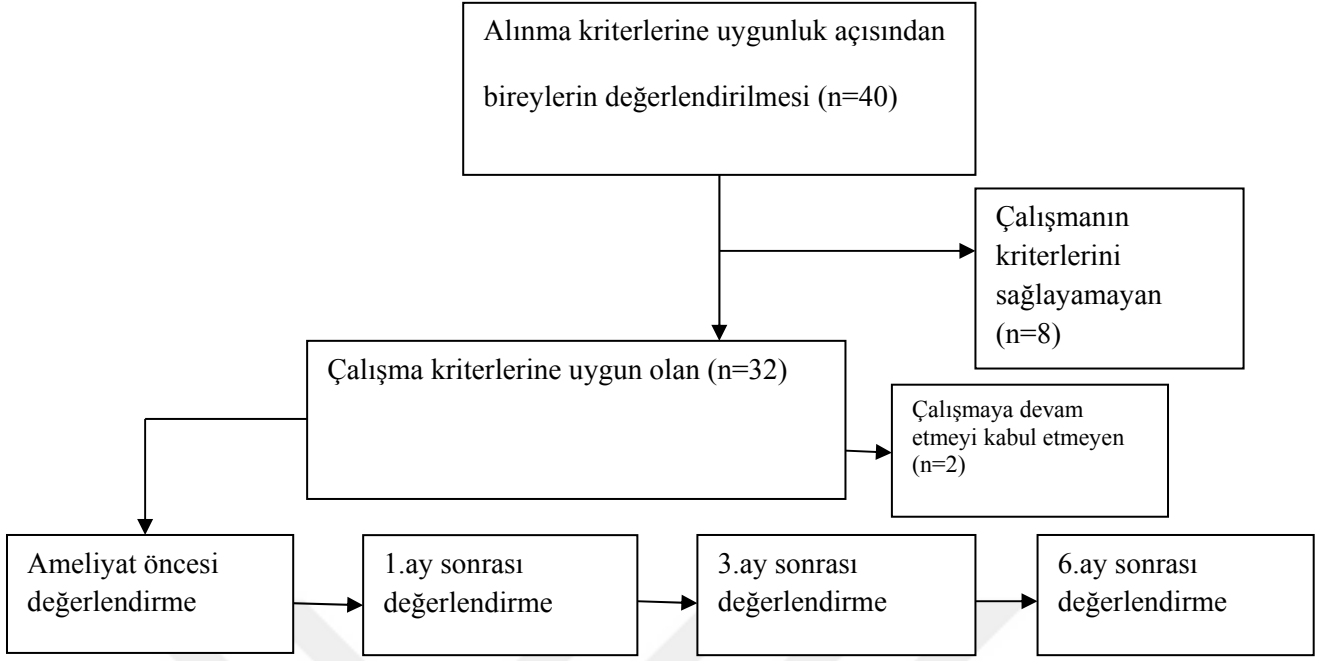 Alınma kriterlerine uygunluk açısından
bireylerin değerlendirilmesi (n=40)
Çalışmanın
kriterlerini
sağlayamayan
(n=8)
Çalışma kriterlerine uygun olan (n=32)
Çalışmaya devam
etmeyi kabul etmeyen
(n=2)
Ameliyat öncesi
değerlendirme
1.ay sonrası
değerlendirme
3.ay sonrası
değerlendirme
6.ay sonrası
değerlendirme